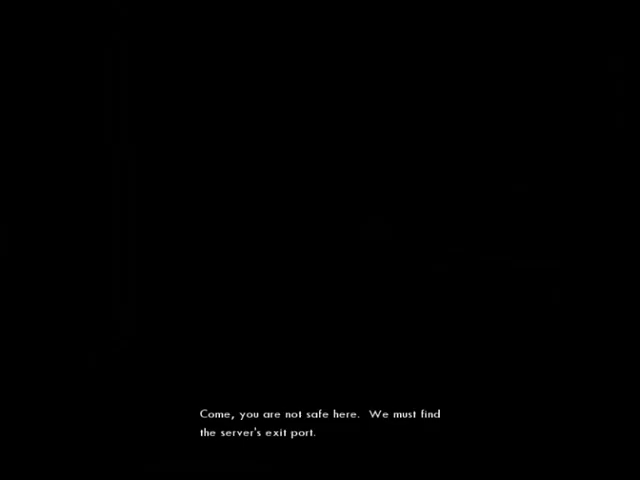 Come, you are not safe here.  We must find
the server's exit port.